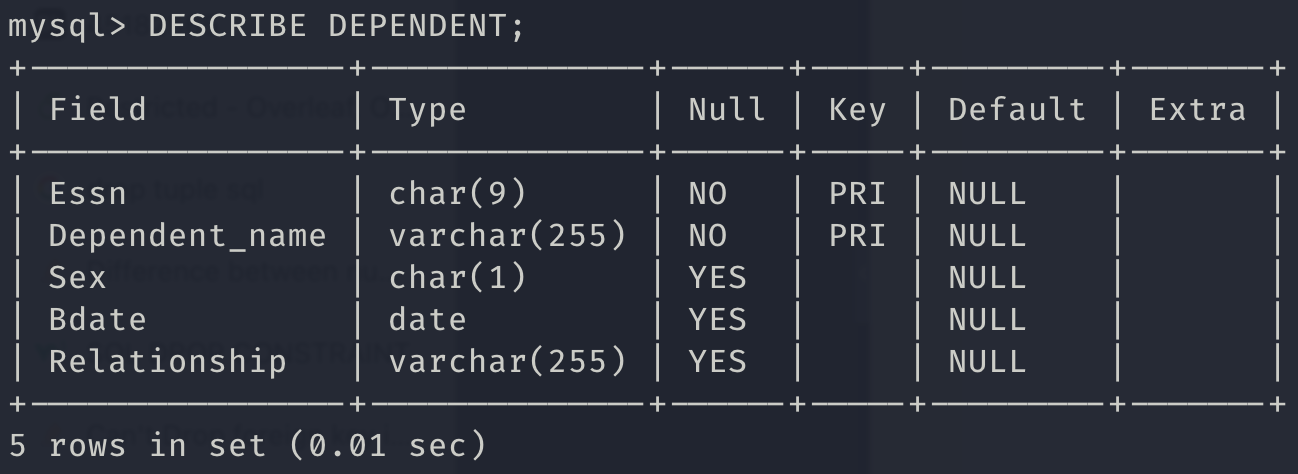 mysql> DESCRIBE DEPENDENT;
+----------------+--------------+------+-----+---------+-------+
| Field          | Type         | Null | Key | Default | Extra |
+----------------+--------------+------+-----+---------+-------+
| Essn           | char(9)      | NO   | PRI | NULL    |       |
| Dependent_name | varchar(255) | NO   | PRI | NULL    |       |
| Sex            | char(1)      | YES  |     | NULL    |       |
| Bdate          | date         | YES  |     | NULL    |       |
| Relationship   | varchar(255) | YES  |     | NULL    |       |
+----------------+--------------+------+-----+---------+-------+
5 rows in set (0.01 sec)